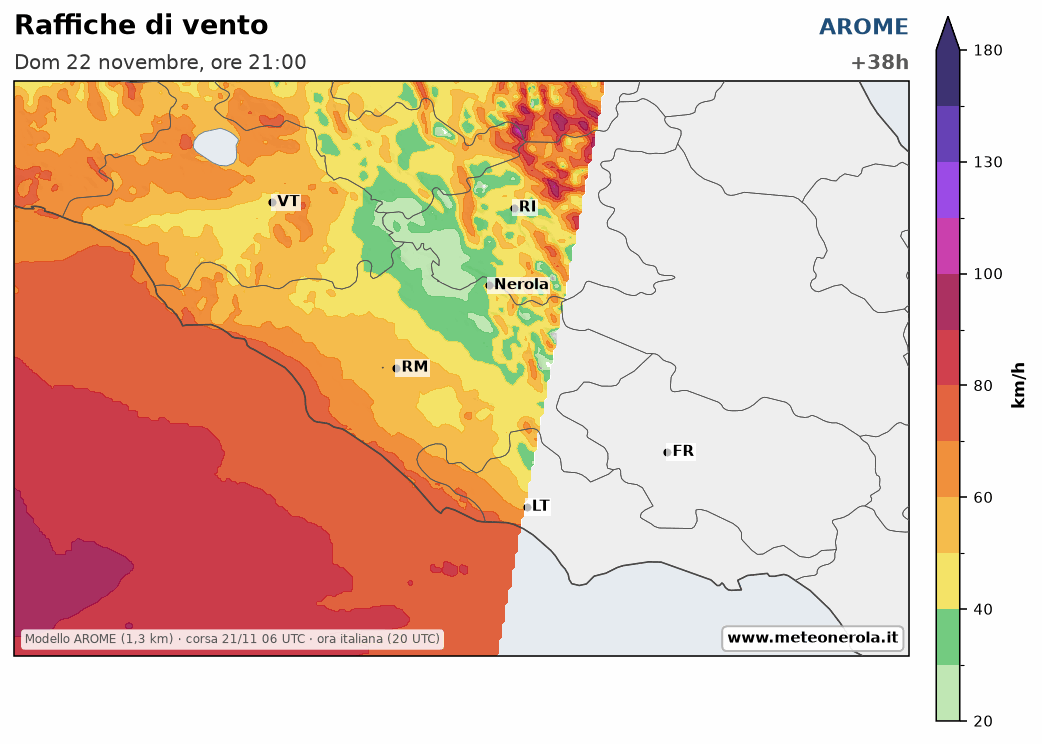 Raffiche di vento
AROME
Dom 22 novembre, ore 21:00
+38h
VT
RI
Nerola
RM
FR
LT
Modello AROME (1,3 km) · corsa 21/11 06 UTC · ora italiana (20 UTC)
www.meteonerola.it
180
130
100
80
60
40
20
km/h